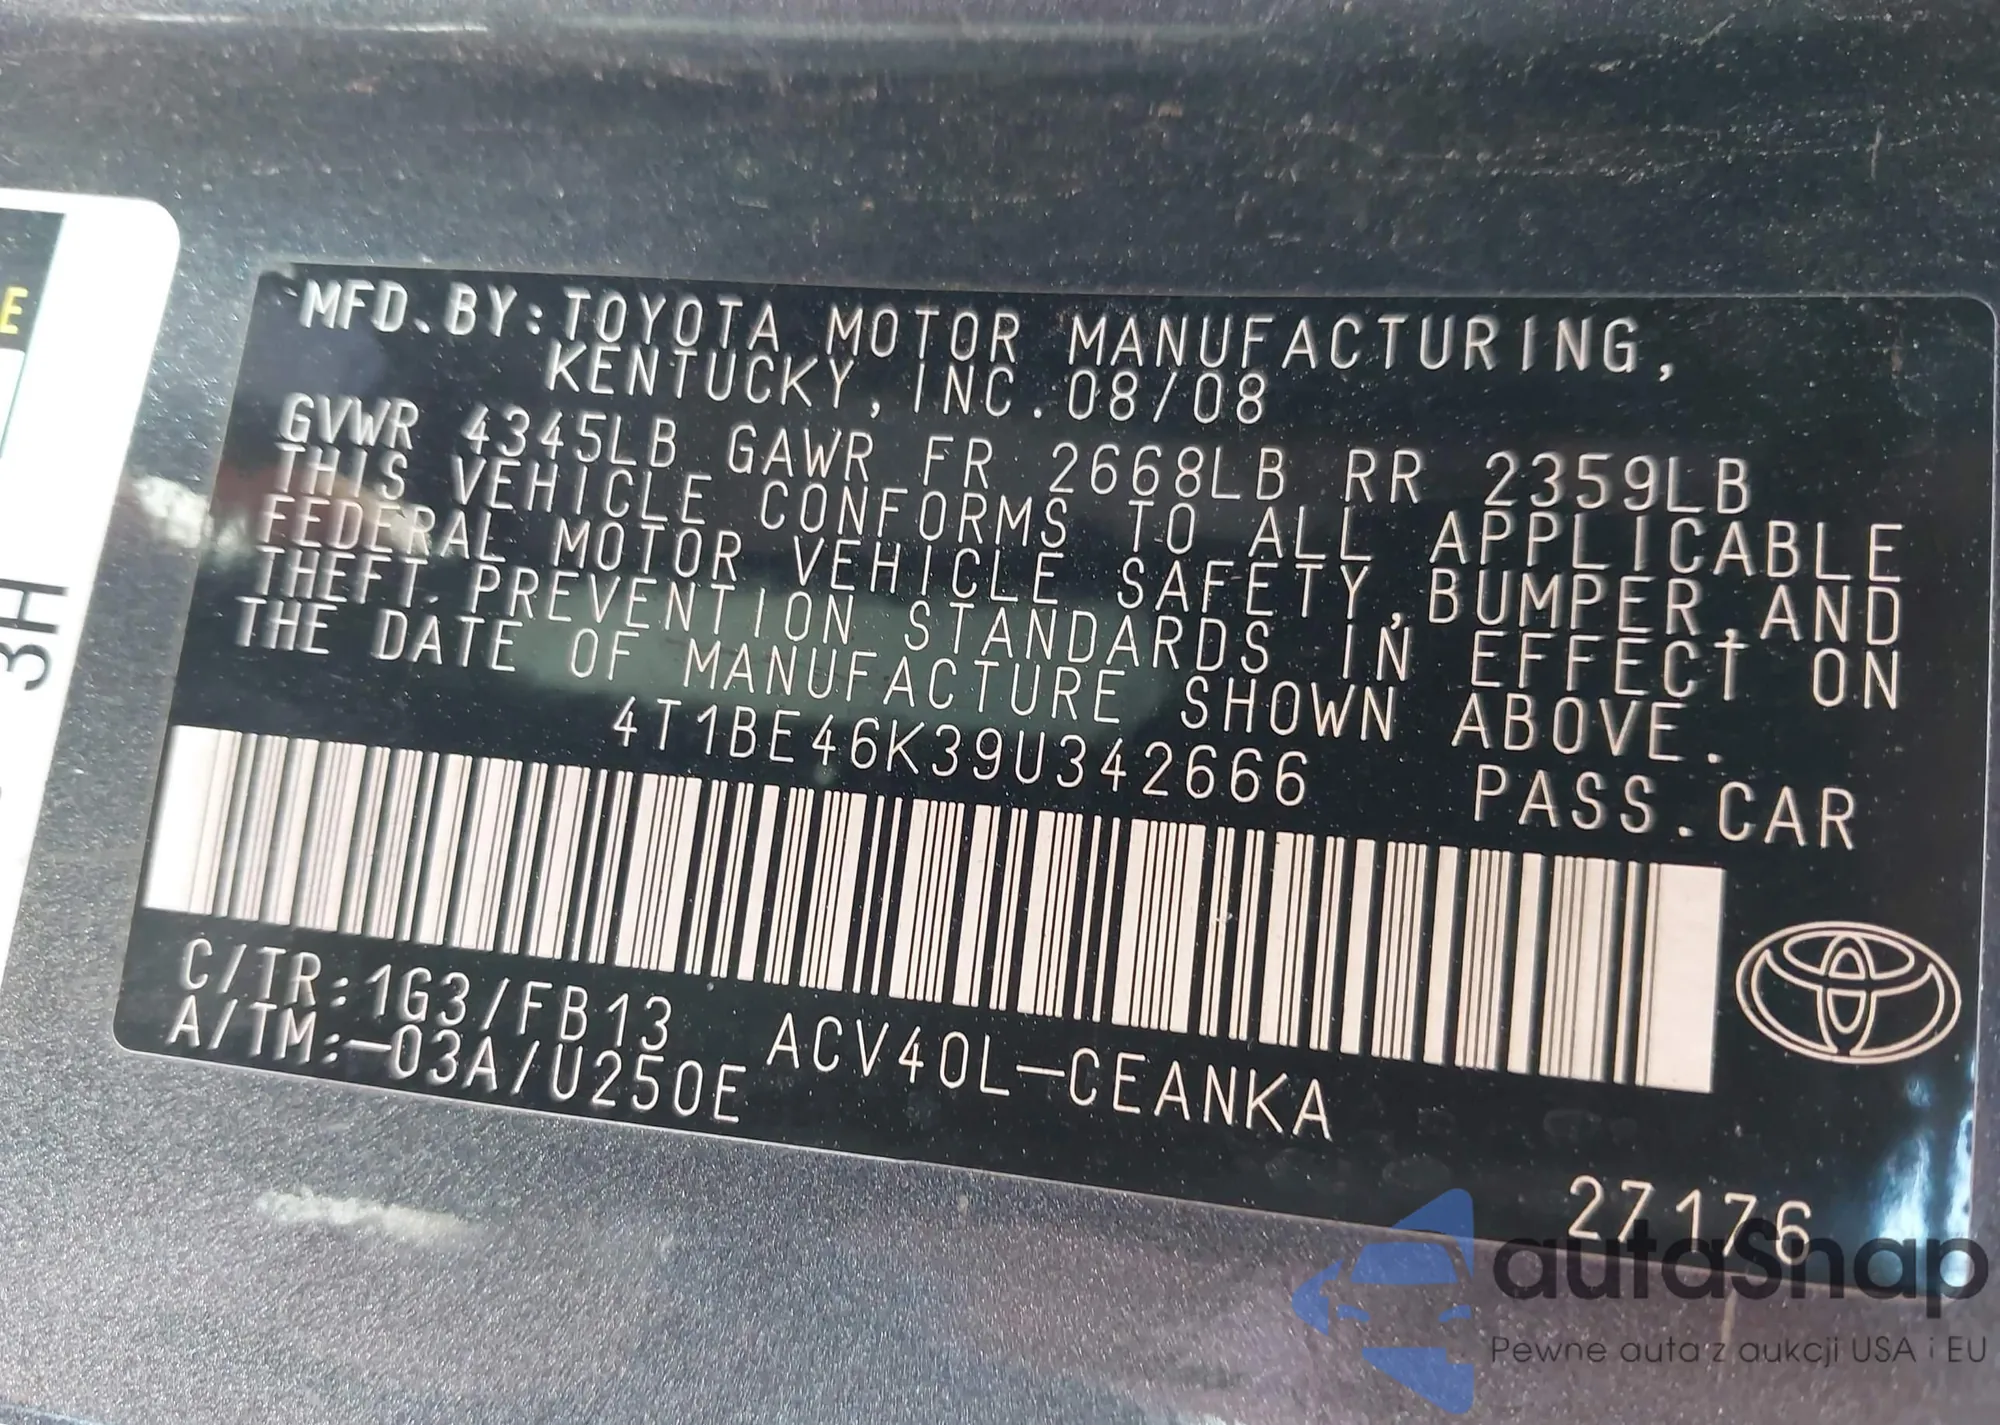 MFD.BY:TOYOTA MOTOR MANUFACTURING,
KENTUCKY,INC.08/08
GVWR 4345LB GAWR FR 2668LB RR 2359LB
THIS VEHICLE CONFORMS TO ALL APPLICABLE
FEDERAL MOTOR VEHICLE SAFETY,BUMPER,AND
THEFT PREVENTION STANDARDS IN EFFECT ON
THE DATE OF MANUFACTURE SHOWN ABOVE.
4T1BE46K39U342666 PASS.CAR
C/TR:1G3/FB13 ACV40L-CEANKA
A/TM:-03A/U250E
27176
E
3H
autaSnap
Pewne auta z aukcji USA i EU